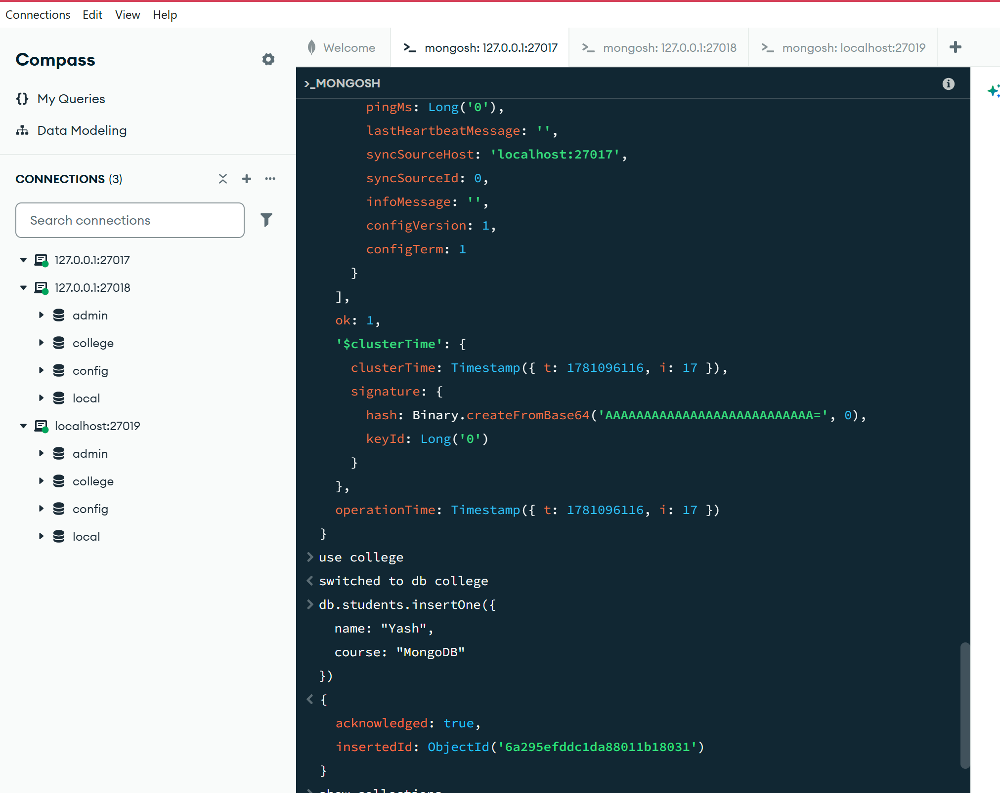 Connections Edit View Help
Compass
My Queries
Data Modeling
CONNECTIONS (3)
Search connections
127.0.0.1:27017
127.0.0.1:27018
admin
college
config
local
localhost:27019
admin
college
config
local
Welcome
>_ mongosh: 127.0.0.1:27017
>_ mongosh: 127.0.0.1:27018
>_ mongosh: localhost:27019
>_MONGOSH
pingMs: Long('0'),
lastHeartbeatMessage: '',
syncSourceHost: 'localhost:27017',
syncSourceId: 0,
infoMessage: '',
configVersion: 1,
configTerm: 1
}
],
ok: 1,
'$clusterTime': {
clusterTime: Timestamp({ t: 1781096116, i: 17 }),
signature: {
hash: Binary.createFromBase64('AAAAAAAAAAAAAAAAAAAAAAAAAAA=', 0),
keyId: Long('0')
}
},
operationTime: Timestamp({ t: 1781096116, i: 17 })
}
> use college
< switched to db college
> db.students.insertOne({
name: "Yash",
course: "MongoDB"
})
< {
acknowledged: true,
insertedId: ObjectId('6a295efddc1da88011b18031')
}
> show collections